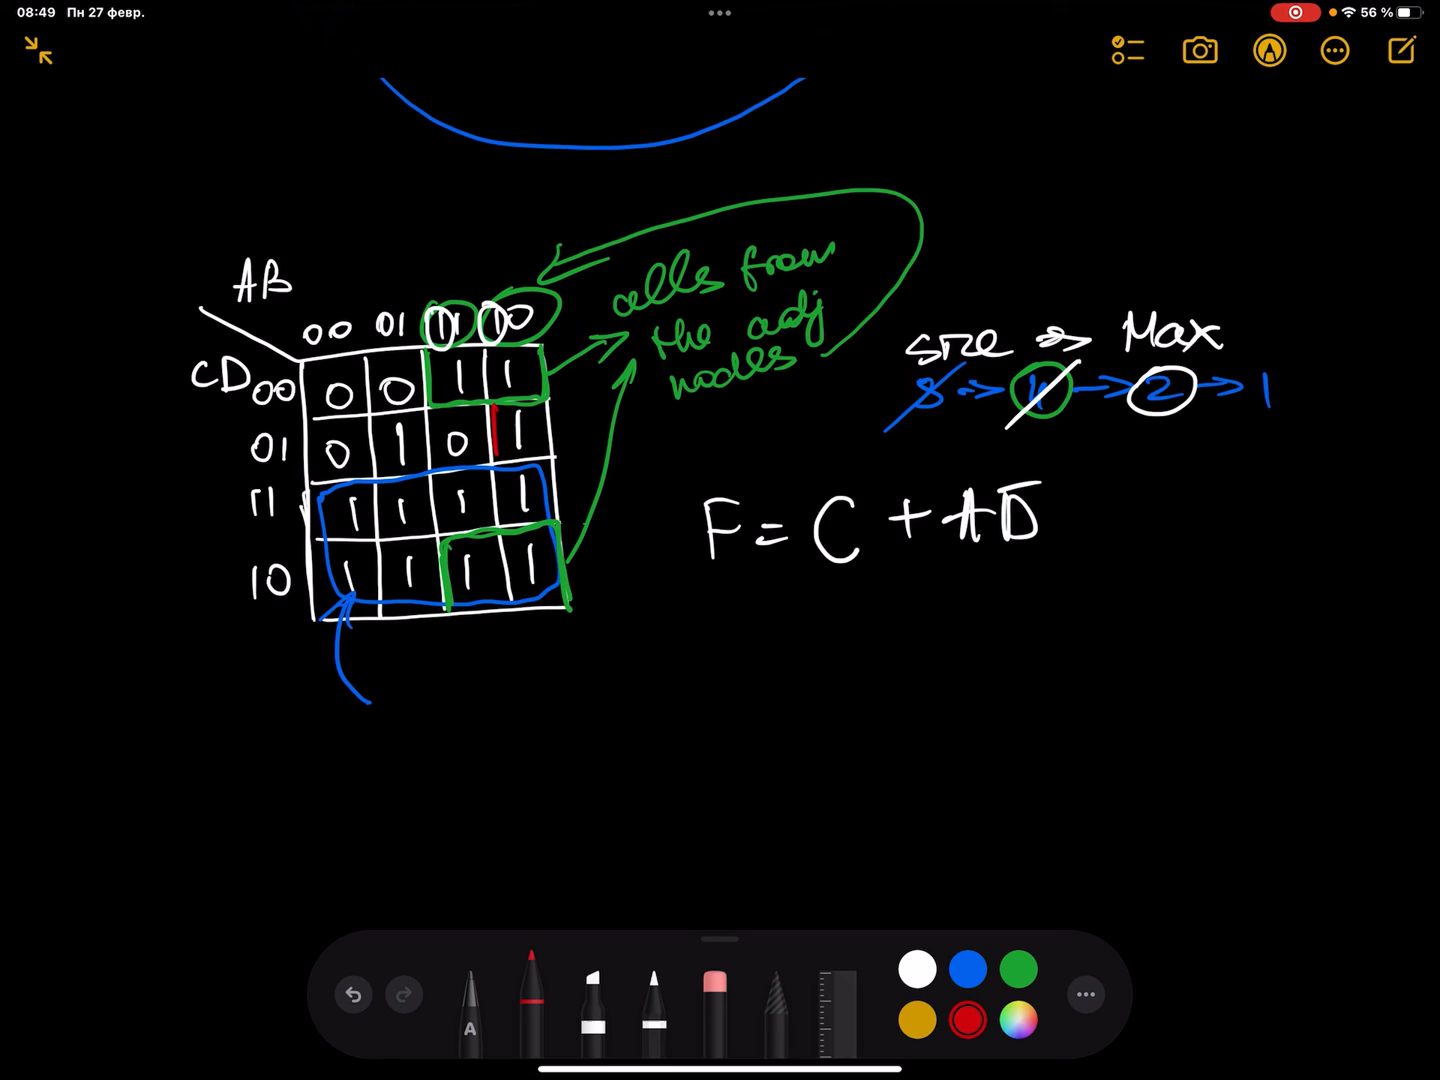 08:49 Пн 27 февр.
56 %
AB
00 01 11 10
CD
00 0 0 1 1
01 0 1 0 1
11 1 1 1 1
10 1 1 1 1
cells from
the adj
nodes
size => Max
8 => 4 -> 2 -> 1
F = C + AD̅
A